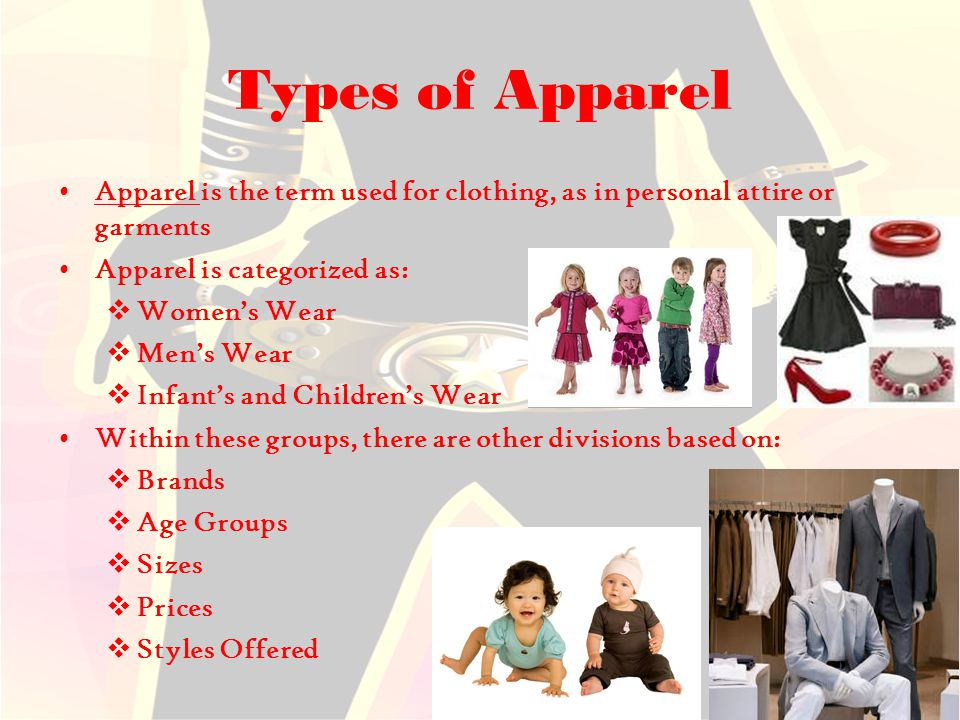 Types of Apparel
• Apparel is the term used for clothing, as in personal attire or
garments
• Apparel is categorized as:
❖ Women’s Wear
❖ Men’s Wear
❖ Infant’s and Children’s Wear
• Within these groups, there are other divisions based on:
❖ Brands
❖ Age Groups
❖ Sizes
❖ Prices
❖ Styles Offered